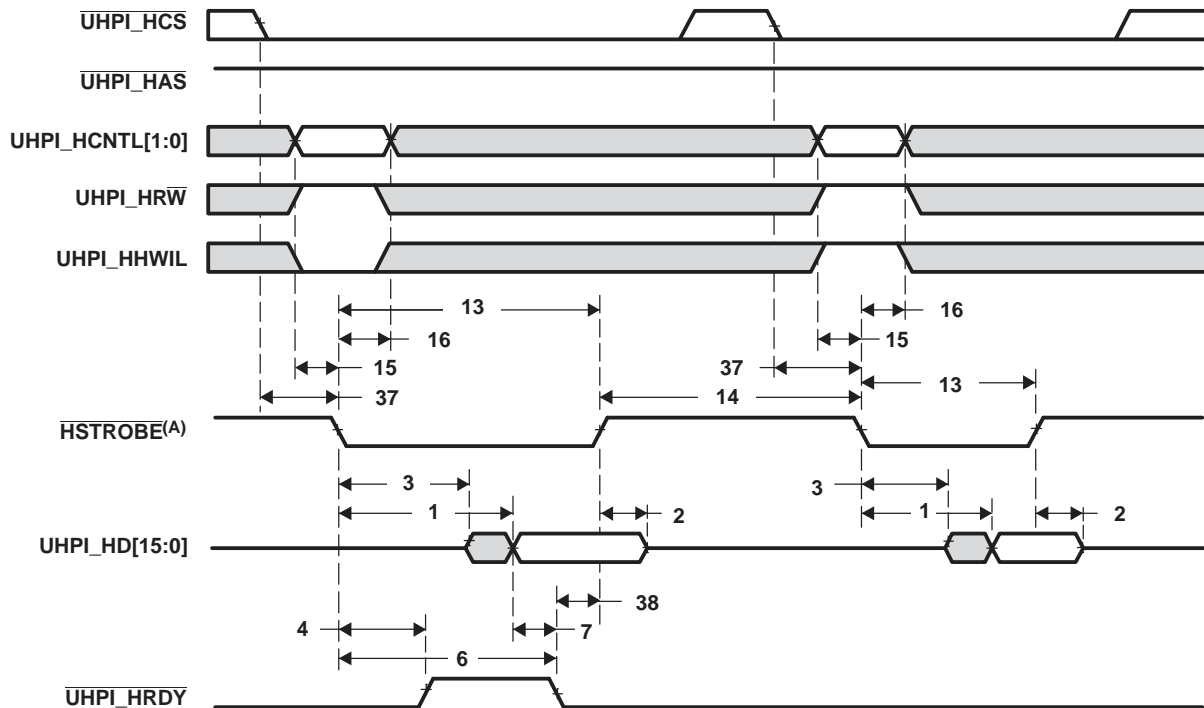 UHPI_HCS
UHPI_HAS
UHPI_HCNTL[1:0]
UHPI_HRW
UHPI_HHWIL
13
16
16
15
15
37
37
13
14
HSTROBE(A)
3
3
1
2
1
2
UHPI_HD[15:0]
38
4
7
6
UHPI_HRDY